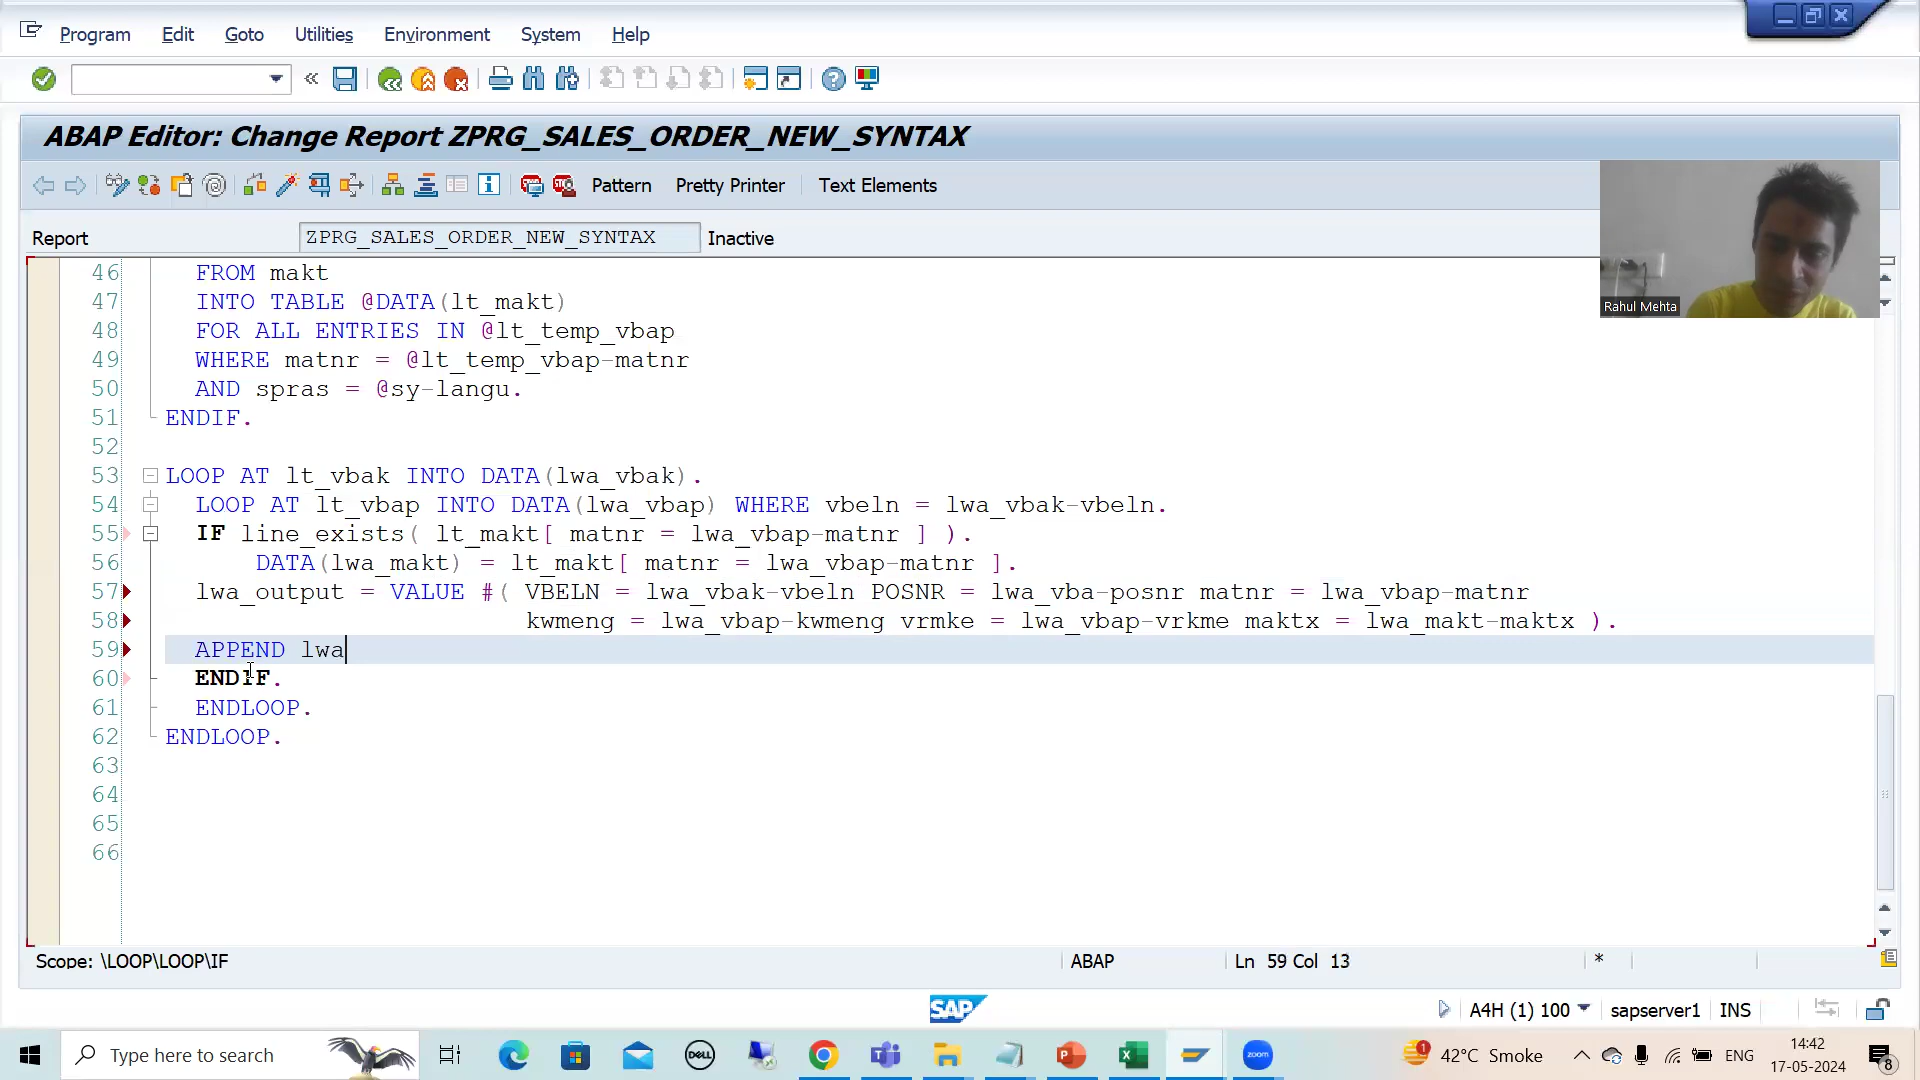 Program Edit Goto Utilities Environment System Help
ABAP Editor: Change Report ZPRG_SALES_ORDER_NEW_SYNTAX
Pattern Pretty Printer Text Elements
Report ZPRG_SALES_ORDER_NEW_SYNTAX Inactive
Rahul Mehta
46 FROM makt
47 INTO TABLE @DATA(lt_makt)
48 FOR ALL ENTRIES IN @lt_temp_vbap
49 WHERE matnr = @lt_temp_vbap-matnr
50 AND spras = @sy-langu.
51 ENDIF.
52
53 LOOP AT lt_vbak INTO DATA(lwa_vbak).
54 LOOP AT lt_vbap INTO DATA(lwa_vbap) WHERE vbeln = lwa_vbak-vbeln.
55 IF line_exists( lt_makt[ matnr = lwa_vbap-matnr ] ).
56 DATA(lwa_makt) = lt_makt[ matnr = lwa_vbap-matnr ].
57 lwa_output = VALUE #( VBELN = lwa_vbak-vbeln POSNR = lwa_vba-posnr matnr = lwa_vbap-matnr
58 kwmeng = lwa_vbap-kwmeng vrmke = lwa_vbap-vrkme maktx = lwa_makt-maktx ).
59 APPEND lwa
60 ENDIF.
61 ENDLOOP.
62 ENDLOOP.
63
64
65
66
Scope: \LOOP\LOOP\IF ABAP Ln 59 Col 13 *
SAP A4H (1) 100 sapserver1 INS
Type here to search DELL zoom 42°C Smoke ENG 14:42
17-05-2024 8